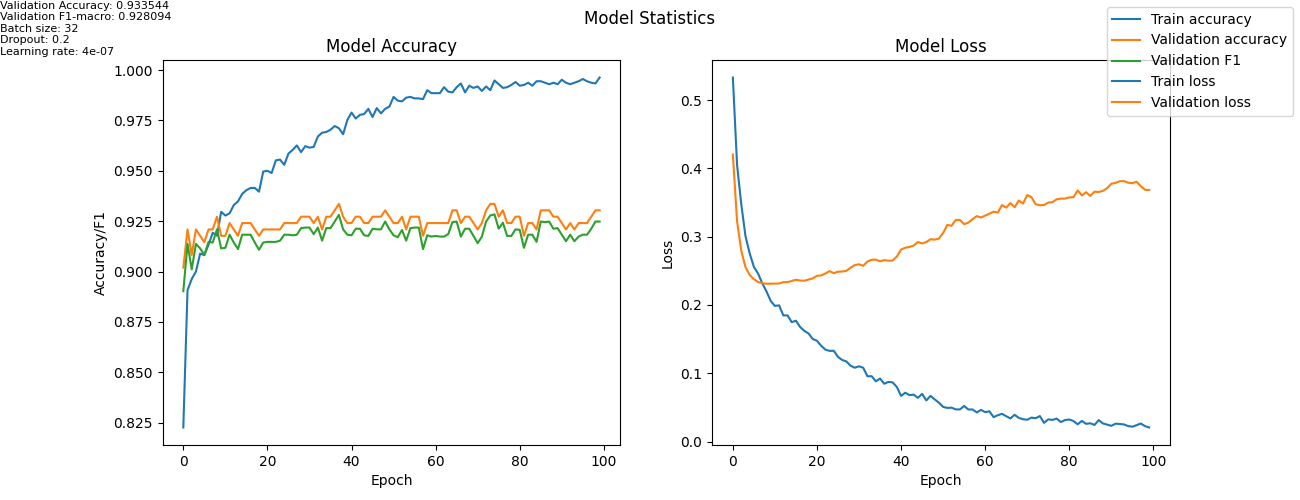 Validation Accuracy: 0.933544
Validation F1-macro: 0.928094
Batch size: 32
Dropout: 0.2
Learning rate: 4e-07
Model Statistics
Model Accuracy
1.000
0.975
0.950
0.925
0.900
0.875
0.850
0.825
Accuracy/F1
0 20 40 60 80 100
Epoch
Model Loss
0.5
0.4
0.3
0.2
0.1
0.0
Loss
0 20 40 60 80 100
Epoch
Train accuracy
Validation accuracy
Validation F1
Train loss
Validation loss